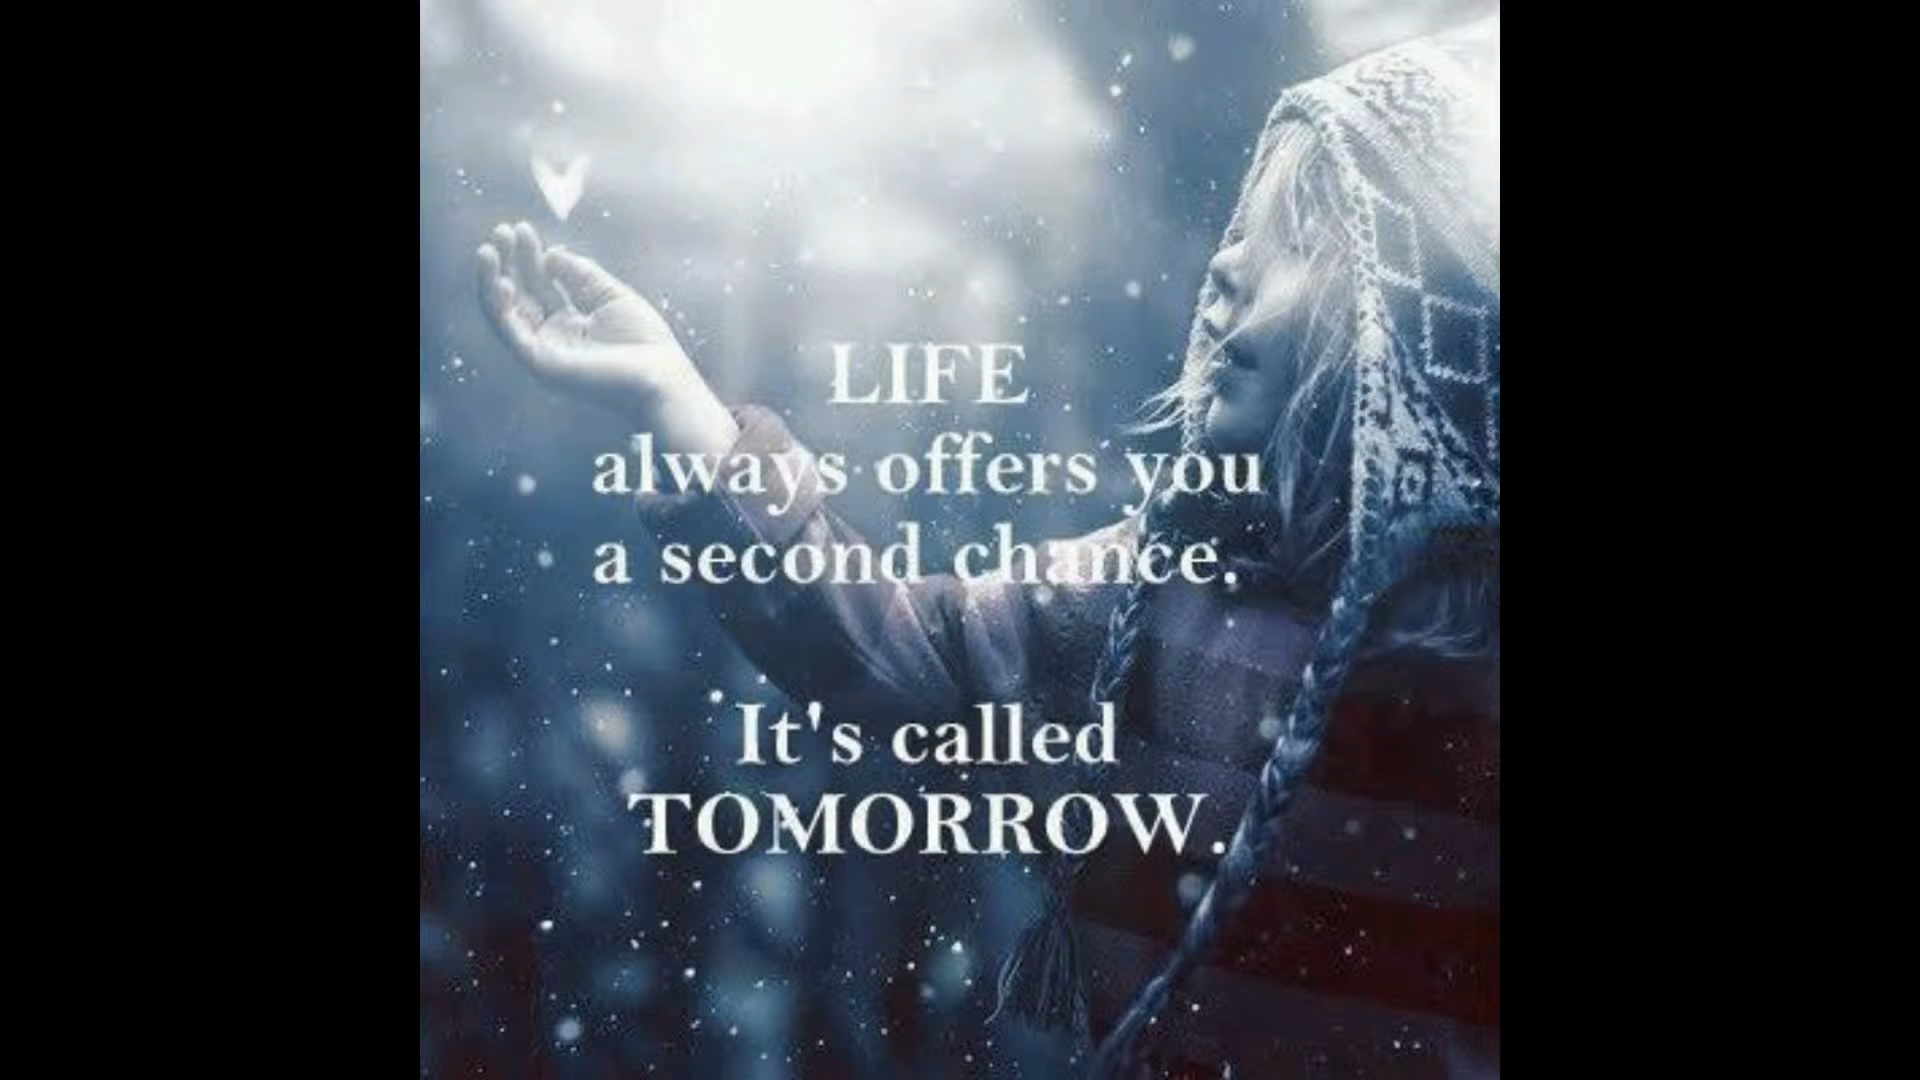 LIFE
always offers you
a second chance.
It's called
TOMORROW.